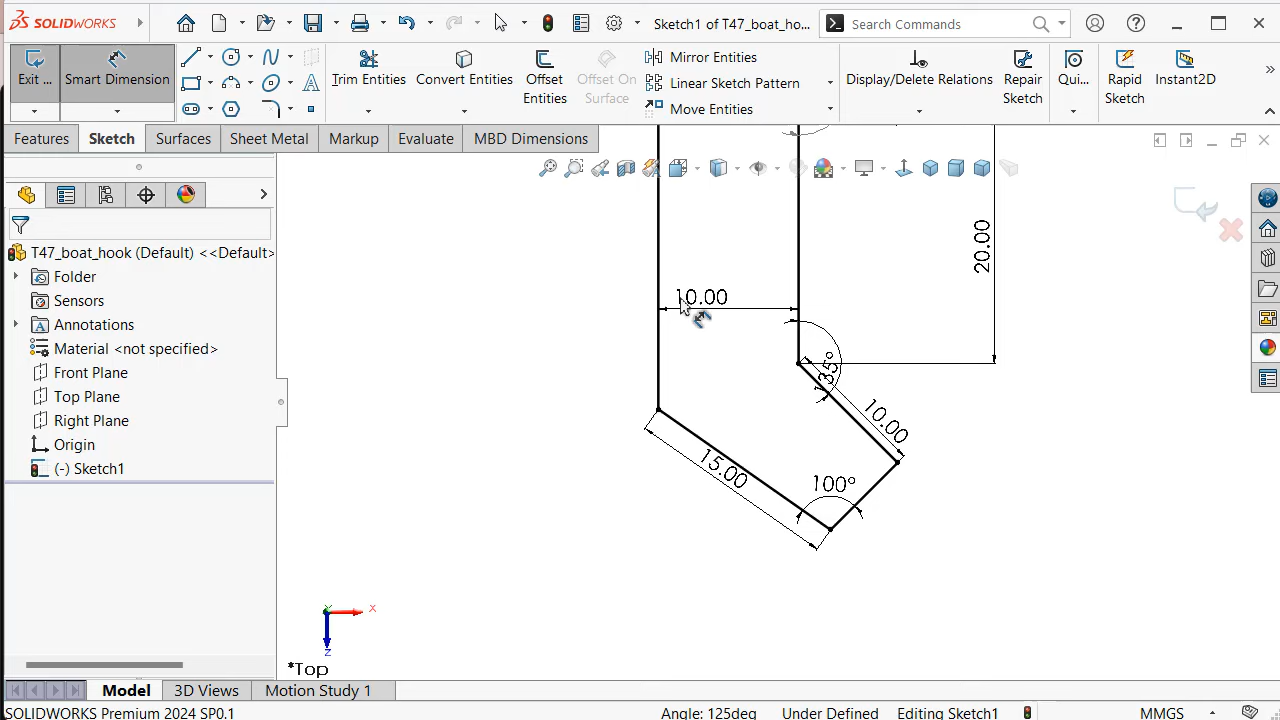 SOLIDWORKS
Sketch1 of T47_boat_ho...
Search Commands
Exit ...
Smart Dimension
Trim Entities
Convert Entities
Offset Entities
Offset On Surface
Mirror Entities
Linear Sketch Pattern
Move Entities
Display/Delete Relations
Repair Sketch
Qui...
Rapid Sketch
Instant2D
Features
Sketch
Surfaces
Sheet Metal
Markup
Evaluate
MBD Dimensions
T47_boat_hook (Default) <<Default>
Folder
Sensors
Annotations
Material <not specified>
Front Plane
Top Plane
Right Plane
Origin
(-) Sketch1
20.00
10.00
135°
10.00
15.00
100°
Y
X
Z
*Top
Model
3D Views
Motion Study 1
SOLIDWORKS Premium 2024 SP0.1
Angle: 125deg
Under Defined
Editing Sketch1
MMGS